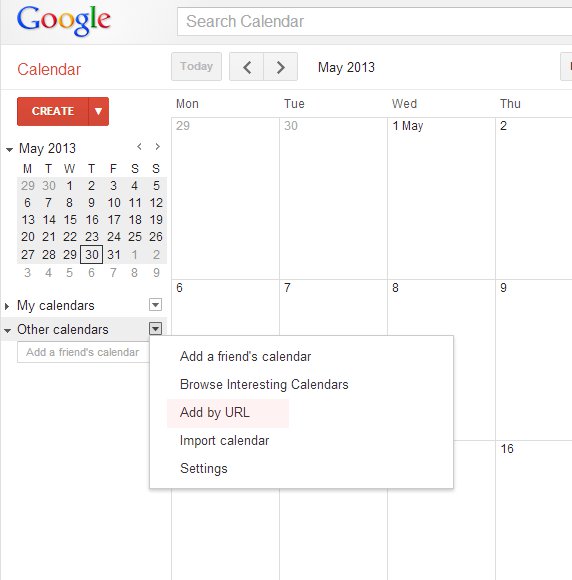 Google
Search Calendar
Calendar
Today
May 2013
CREATE
May 2013
M T W T F S S
29 30 1 2 3 4 5
6 7 8 9 10 11 12
13 14 15 16 17 18 19
20 21 22 23 24 25 26
27 28 29 30 31 1 2
3 4 5 6 7 8 9
My calendars
Other calendars
Add a friend's calendar
Mon Tue Wed Thu
29 30 1 May 2
6 7 8 9
16
Add a friend's calendar
Browse Interesting Calendars
Add by URL
Import calendar
Settings